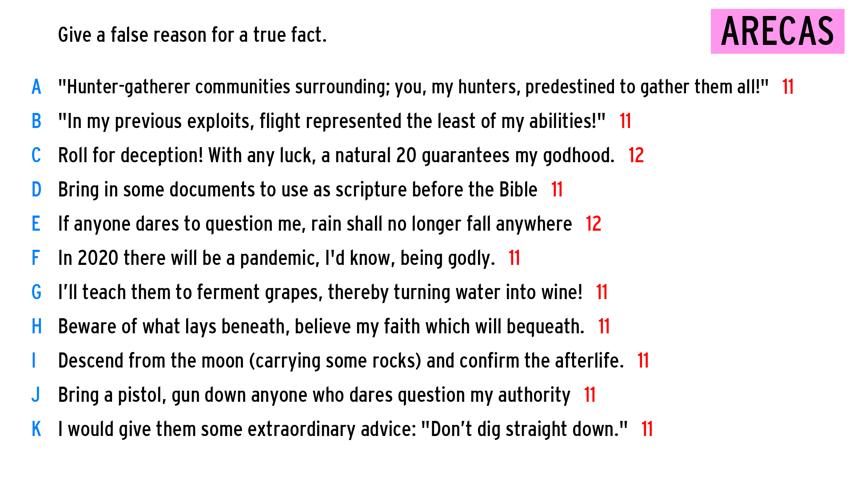 Give a false reason for a true fact.
ARECAS
A "Hunter-gatherer communities surrounding; you, my hunters, predestined to gather them all!" 11
B "In my previous exploits, flight represented the least of my abilities!" 11
C Roll for deception! With any luck, a natural 20 guarantees my godhood. 12
D Bring in some documents to use as scripture before the Bible 11
E If anyone dares to question me, rain shall no longer fall anywhere 12
F In 2020 there will be a pandemic, I'd know, being godly. 11
G I’ll teach them to ferment grapes, thereby turning water into wine! 11
H Beware of what lays beneath, believe my faith which will bequeath. 11
I Descend from the moon (carrying some rocks) and confirm the afterlife. 11
J Bring a pistol, gun down anyone who dares question my authority 11
K I would give them some extraordinary advice: "Don’t dig straight down." 11